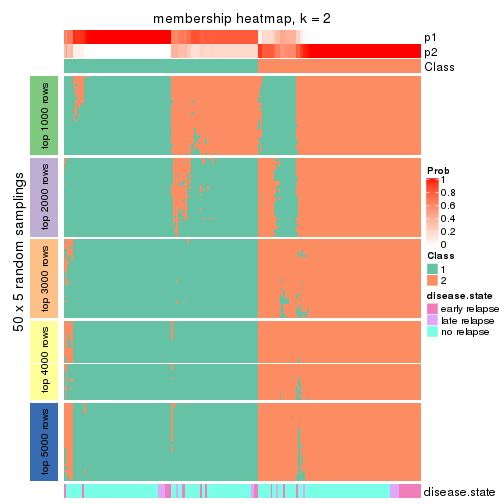 membership heatmap, k = 2
p1
p2
Class
50 x 5 random samplings
top 1000 rows
top 2000 rows
top 3000 rows
top 4000 rows
top 5000 rows
disease.state
Prob
1
0.8
0.6
0.4
0.2
0
Class
1
2
disease.state
early relapse
late relapse
no relapse